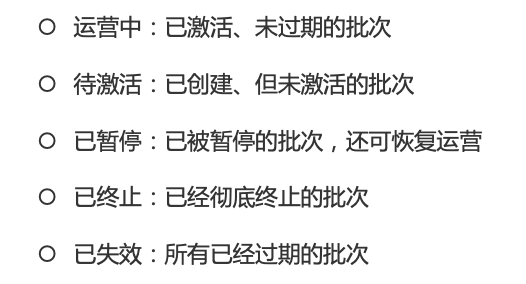 运营中：已激活、未过期的批次
待激活：已创建、但未激活的批次
已暂停：已被暂停的批次，还可恢复运营
已终止：已经彻底终止的批次
已失效：所有已经过期的批次